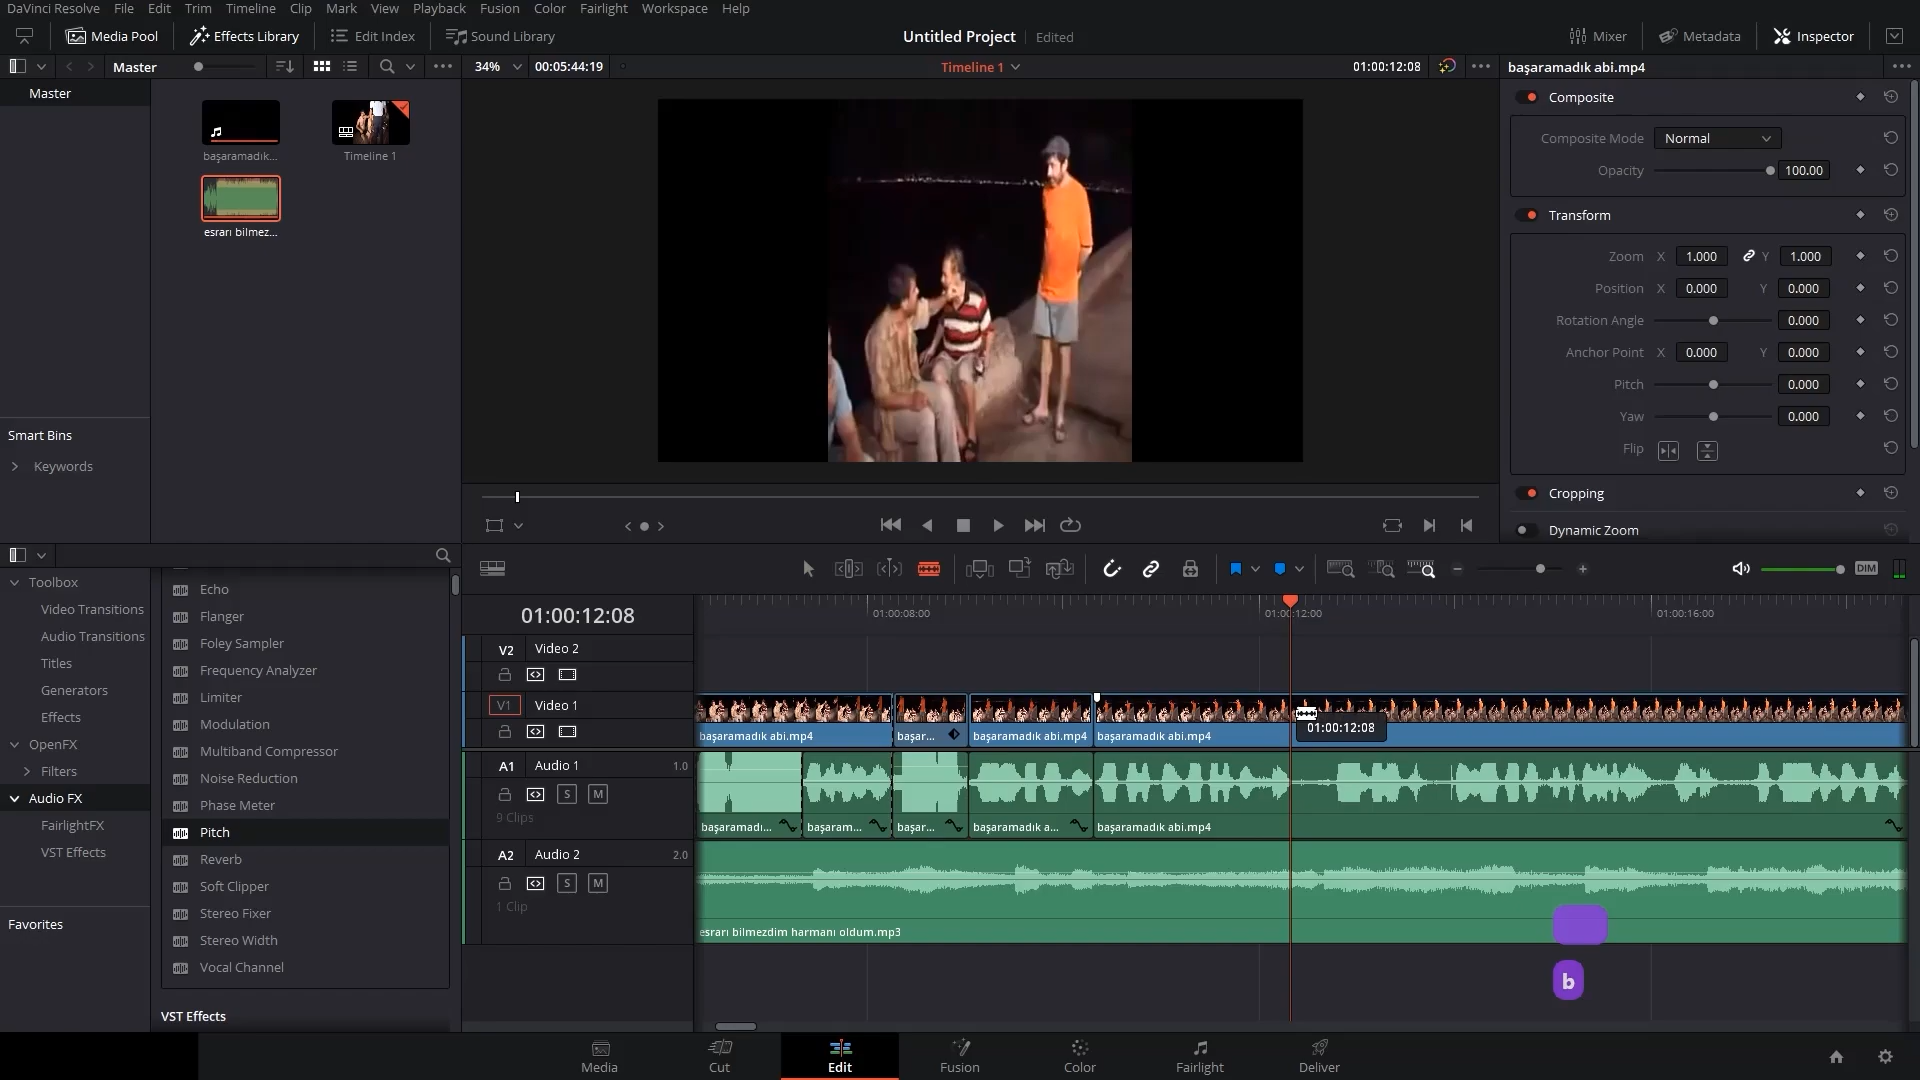 DaVinci Resolve File Edit Trim Timeline Clip Mark View Playback Fusion Color Fairlight Workspace Help
Media Pool Effects Library Edit Index Sound Library Untitled Project Edited Mixer Metadata Inspector
Master 34% 00:05:44:19 Timeline 1 01:00:12:08 başaramadık abi.mp4
Master
başaramadık...
Timeline 1
esrarı bilmez...
Smart Bins
Keywords
Composite
Composite Mode Normal
Opacity 100.00
Transform
Zoom X 1.000 Y 1.000
Position X 0.000 Y 0.000
Rotation Angle 0.000
Anchor Point X 0.000 Y 0.000
Pitch 0.000
Yaw 0.000
Flip
Cropping
Dynamic Zoom
Toolbox
Video Transitions
Audio Transitions
Titles
Generators
Effects
OpenFX
Filters
Audio FX
FairlightFX
VST Effects
Favorites
Echo
Flanger
Foley Sampler
Frequency Analyzer
Limiter
Modulation
Multiband Compressor
Noise Reduction
Phase Meter
Pitch
Reverb
Soft Clipper
Stereo Fixer
Stereo Width
Vocal Channel
VST Effects
DIM
01:00:12:08 01:00:08:00 01:00:12:00 01:00:16:00
V2 Video 2
V1 Video 1
01:00:12:08
başaramadık abi.mp4 başar... başaramadık abi.mp4 başaramadık abi.mp4
A1 Audio 1 1.0
S M
9 Clips
başaramadı... başaram... başar... başaramadık a... başaramadık abi.mp4
A2 Audio 2 2.0
S M
1 Clip
esrarı bilmezdim harmanı oldum.mp3
b
Media Cut Edit Fusion Color Fairlight Deliver